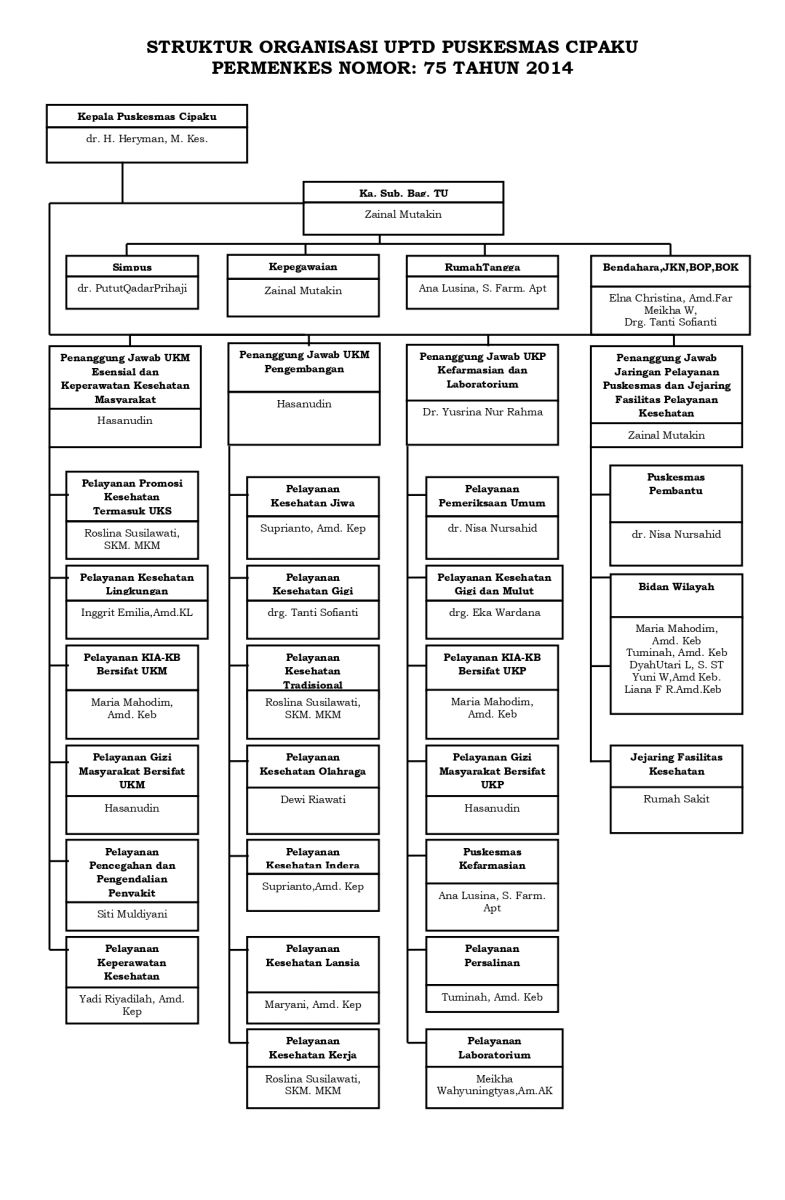 STRUKTUR ORGANISASI UPTD PUSKESMAS CIPAKU
PERMENKES NOMOR: 75 TAHUN 2014
Kepala Puskesmas Cipaku
dr. H. Heryman, M. Kes.
Ka. Sub. Bag. TU
Zainal Mutakin
Simpus
dr. PututQadarPrihaji
Kepegawaian
Zainal Mutakin
RumahTangga
Ana Lusina, S. Farm. Apt
Bendahara,JKN,BOP,BOK
Elna Christina, Amd.Far
Meikha W,
Drg. Tanti Sofianti
Penanggung Jawab UKM
Esensial dan
Keperawatan Kesehatan
Masyarakat
Hasanudin
Penanggung Jawab UKM
Pengembangan
Hasanudin
Penanggung Jawab UKP
Kefarmasian dan
Laboratorium
Dr. Yusrina Nur Rahma
Penanggung Jawab
Jaringan Pelayanan
Puskesmas dan Jejaring
Fasilitas Pelayanan
Kesehatan
Zainal Mutakin
Pelayanan Promosi
Kesehatan
Termasuk UKS
Roslina Susilawati,
SKM. MKM
Pelayanan Kesehatan
Lingkungan
Inggrit Emilia,Amd.KL
Pelayanan KIA-KB
Bersifat UKM
Maria Mahodim,
Amd. Keb
Pelayanan Gizi
Masyarakat Bersifat
UKM
Hasanudin
Pelayanan
Pencegahan dan
Pengendalian
Penyakit
Siti Muldiyani
Pelayanan
Keperawatan
Kesehatan
Yadi Riyadilah, Amd.
Kep
Pelayanan
Kesehatan Jiwa
Suprianto, Amd. Kep
Pelayanan
Kesehatan Gigi
drg. Tanti Sofianti
Pelayanan
Kesehatan
Tradisional
Roslina Susilawati,
SKM. MKM
Pelayanan
Kesehatan Olahraga
Dewi Riawati
Pelayanan
Kesehatan Indera
Suprianto,Amd. Kep
Pelayanan
Kesehatan Lansia
Maryani, Amd. Kep
Pelayanan
Kesehatan Kerja
Roslina Susilawati,
SKM. MKM
Pelayanan
Pemeriksaan Umum
dr. Nisa Nursahid
Pelayanan Kesehatan
Gigi dan Mulut
drg. Eka Wardana
Pelayanan KIA-KB
Bersifat UKP
Maria Mahodim,
Amd. Keb
Pelayanan Gizi
Masyarakat Bersifat
UKP
Hasanudin
Puskesmas
Kefarmasian
Ana Lusina, S. Farm.
Apt
Pelayanan
Persalinan
Tuminah, Amd. Keb
Pelayanan
Laboratorium
Meikha
Wahyuningtyas,Am.AK
Puskesmas
Pembantu
dr. Nisa Nursahid
Bidan Wilayah
Maria Mahodim,
Amd. Keb
Tuminah, Amd. Keb
DyahUtari L, S. ST
Yuni W,Amd Keb.
Liana F R.Amd.Keb
Jejaring Fasilitas
Kesehatan
Rumah Sakit